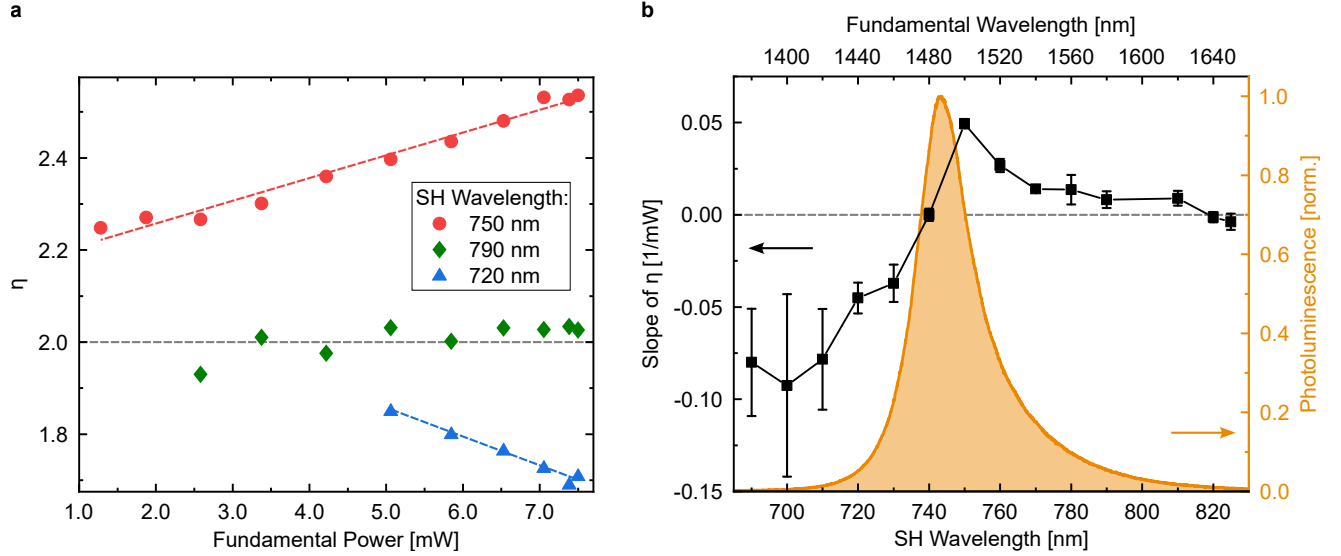 a
η
2.4
2.2
2.0
1.8
1.0 2.0 3.0 4.0 5.0 6.0 7.0
Fundamental Power [mW]
SH Wavelength:
750 nm
790 nm
720 nm
b
Fundamental Wavelength [nm]
1400 1440 1480 1520 1560 1600 1640
Slope of η [1/mW]
0.05
0.00
-0.05
-0.10
-0.15
1.0
0.8
0.6
0.4
0.2
0.0
Photoluminescence [norm.]
700 720 740 760 780 800 820
SH Wavelength [nm]